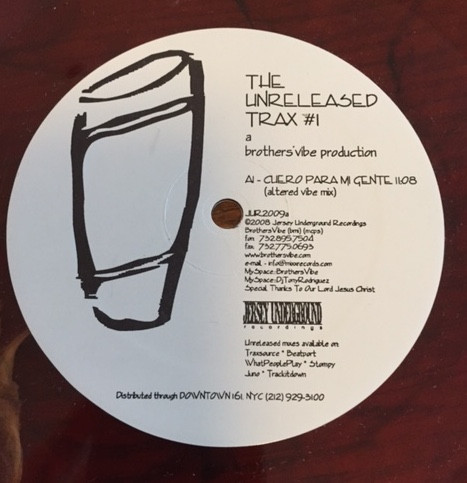 THE
UNRELEASED
TRAX #1
a
brothers'vibe production
A1 - CUERO PARA MI GENTE 11:08
(altered vibe mix)
JUR2009a
©2008 Jersey Underground Recordings
BrothersVibe (bmi) (mcps)
fon 732.895.7504
fax 732.775.0693
www.brothersvibe.com
e-mail - info@mixxrecords.com
MySpace:BrothersVibe
MySpace:DjTonyRodriguez
Special Thanks To Our Lord Jesus Christ
JERSEY UNDERGROUND
recordings
Unreleased mixes available on
Traxsource * Beatport
WhatPeoplePlay * Stompy
Juno * Trackitdown
Distributed through DOWNTOWN 161, NYC (212) 929-3100